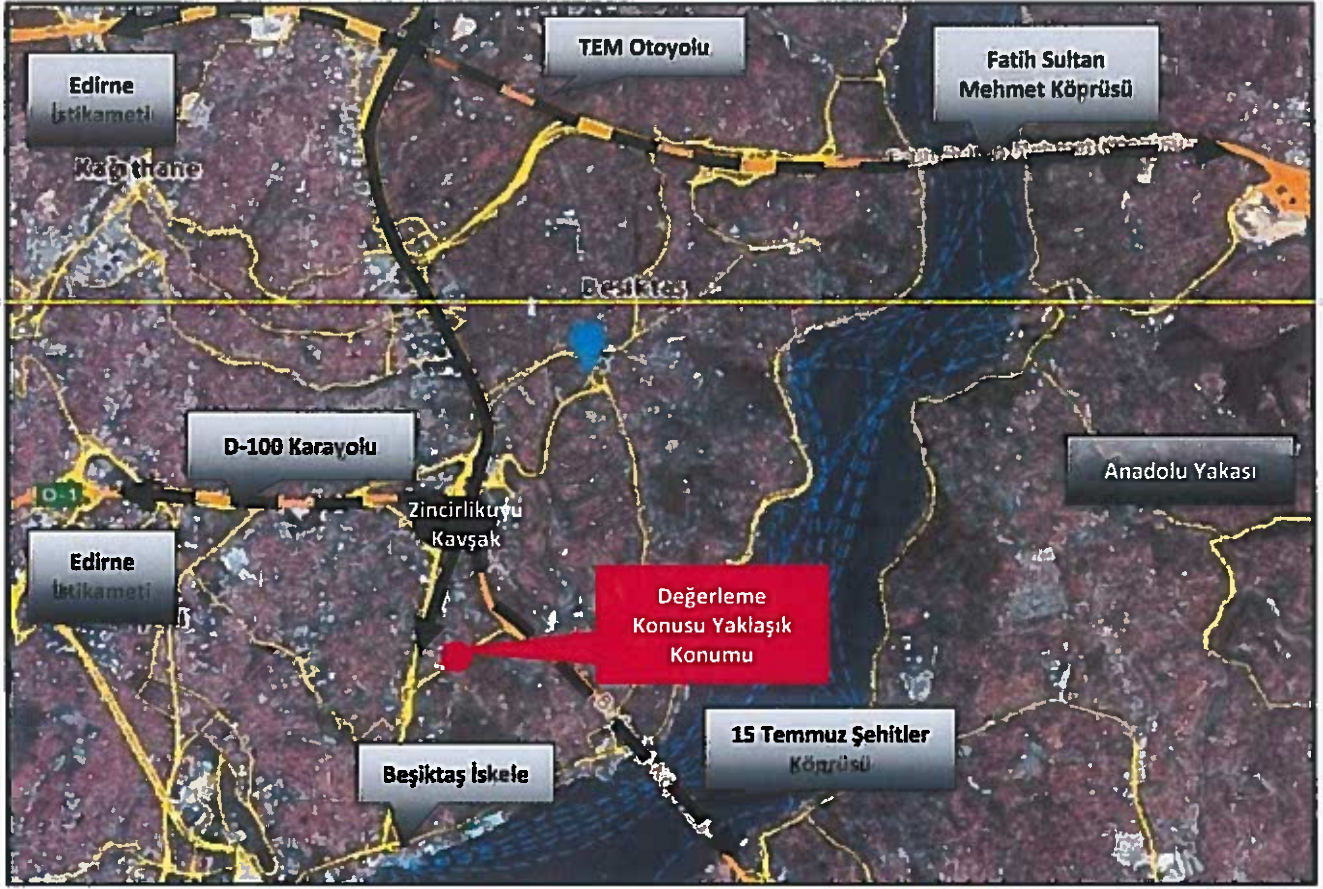 TEM Otoyolu
Fatih Sultan
Mehmet Köprüsü
Edirne
İstikameti
Kağıthane
Beşiktaş
D-100 Karayolu
Anadolu Yakası
D-1
Zincirlikuyu
Kavşak
Edirne
İstikameti
Değerleme
Konusu Yaklaşık
Konumu
15 Temmuz Şehitler
Köprüsü
Beşiktaş İskele